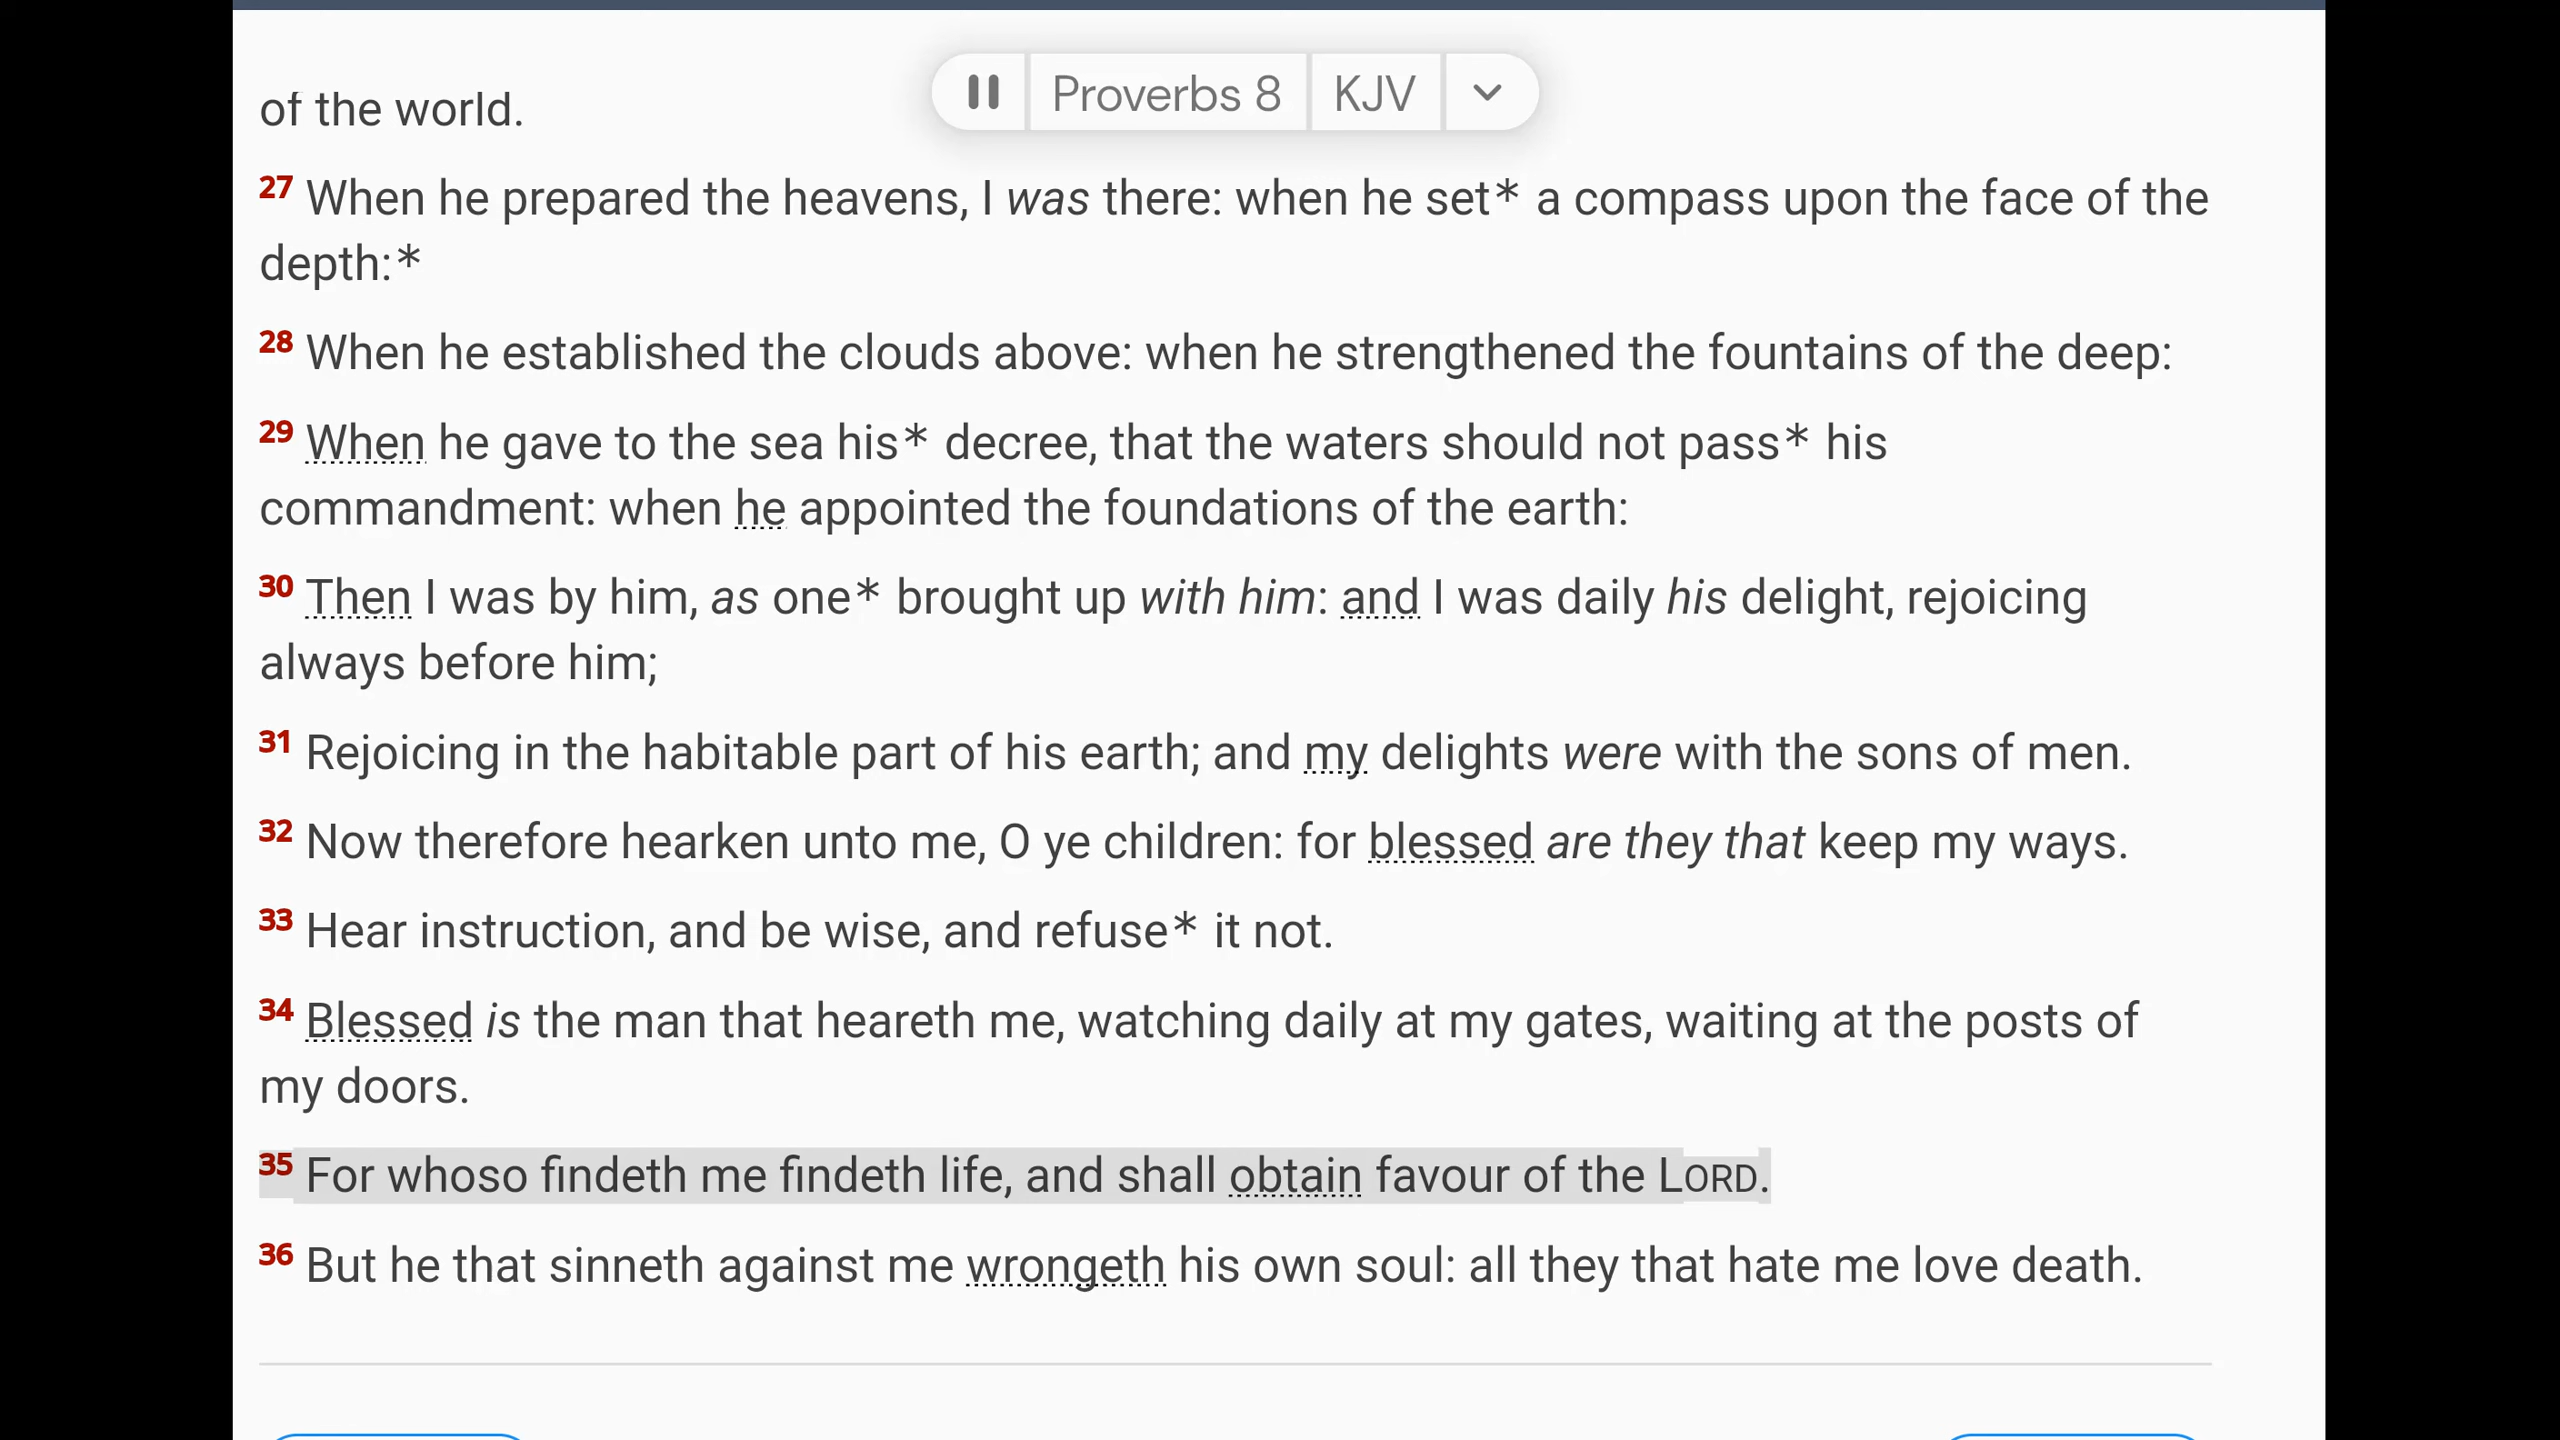 of the world.
Proverbs 8 KJV
27 When he prepared the heavens, I was there: when he set* a compass upon the face of the
depth:*
28 When he established the clouds above: when he strengthened the fountains of the deep:
29 When he gave to the sea his* decree, that the waters should not pass* his
commandment: when he appointed the foundations of the earth:
30 Then I was by him, as one* brought up with him: and I was daily his delight, rejoicing
always before him;
31 Rejoicing in the habitable part of his earth; and my delights were with the sons of men.
32 Now therefore hearken unto me, O ye children: for blessed are they that keep my ways.
33 Hear instruction, and be wise, and refuse* it not.
34 Blessed is the man that heareth me, watching daily at my gates, waiting at the posts of
my doors.
35 For whoso findeth me findeth life, and shall obtain favour of the LORD.
36 But he that sinneth against me wrongeth his own soul: all they that hate me love death.